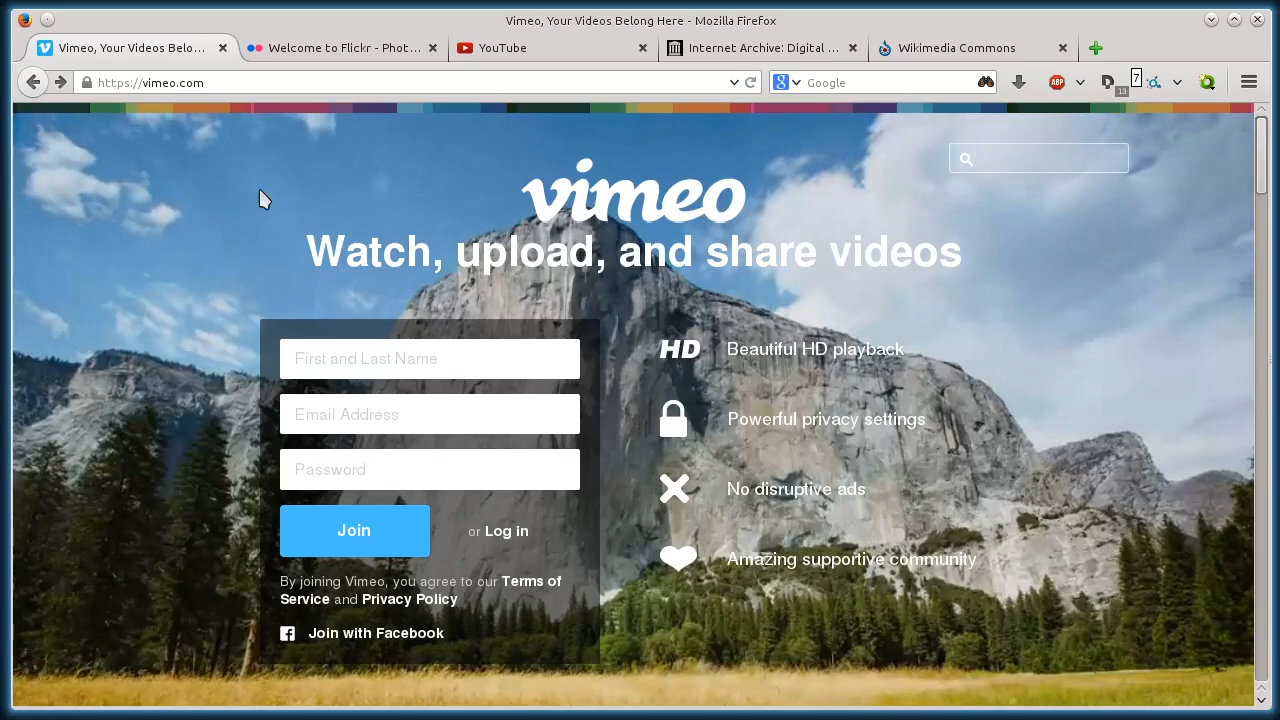 Vimeo, Your Videos Belong Here - Mozilla Firefox
Vimeo, Your Videos Belo...
Welcome to Flickr - Phot...
YouTube
Internet Archive: Digital ...
Wikimedia Commons
https://vimeo.com
Google
ABP
13
7
vimeo
Watch, upload, and share videos
First and Last Name
Email Address
Password
Join
or Log in
By joining Vimeo, you agree to our Terms of
Service and Privacy Policy
Join with Facebook
HD Beautiful HD playback
Powerful privacy settings
No disruptive ads
Amazing supportive community